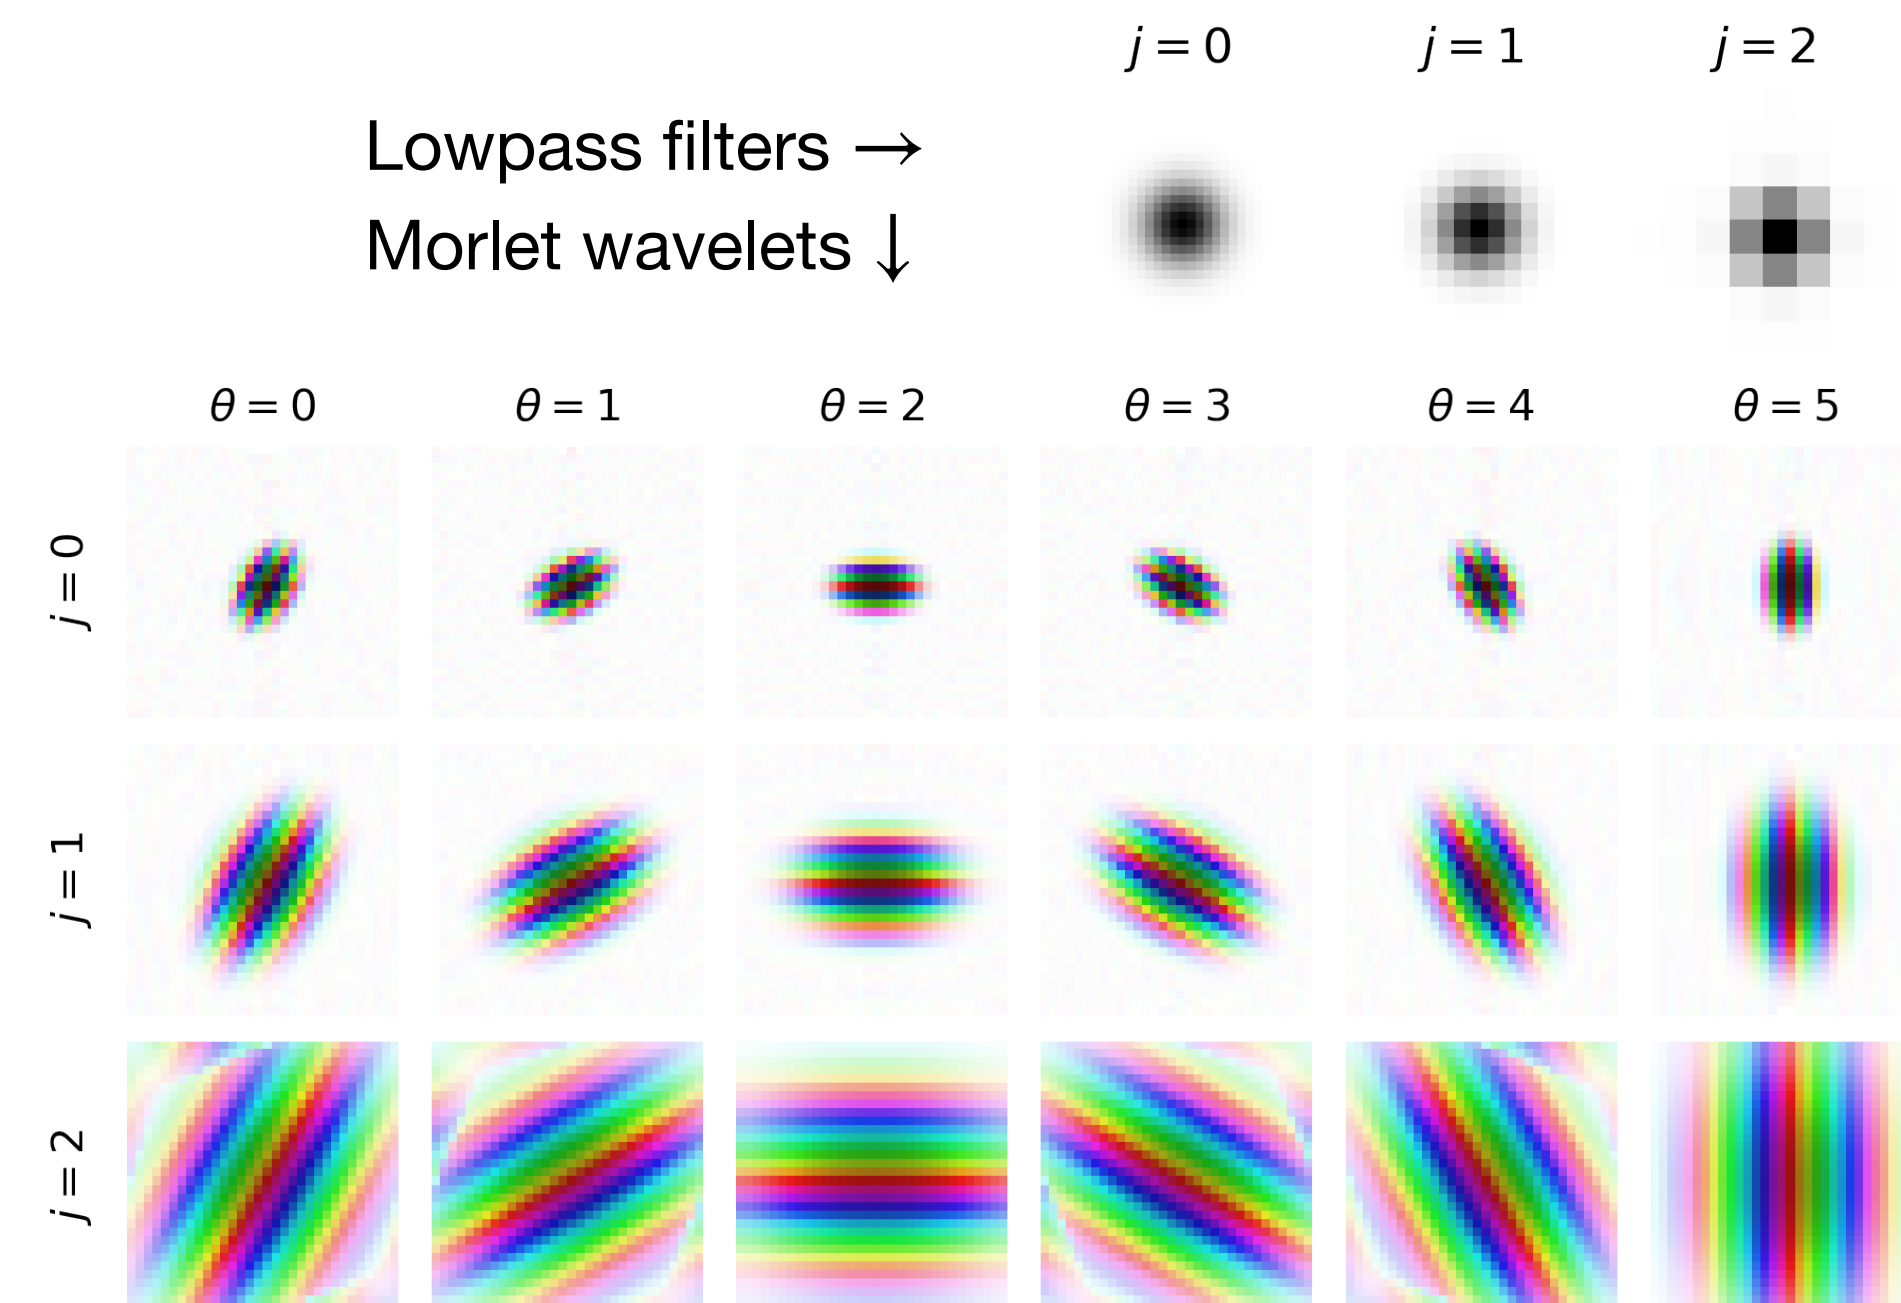 j = 0 j = 1 j = 2
Lowpass filters →
Morlet wavelets ↓
θ = 0 θ = 1 θ = 2 θ = 3 θ = 4 θ = 5
j = 0
j = 1
j = 2